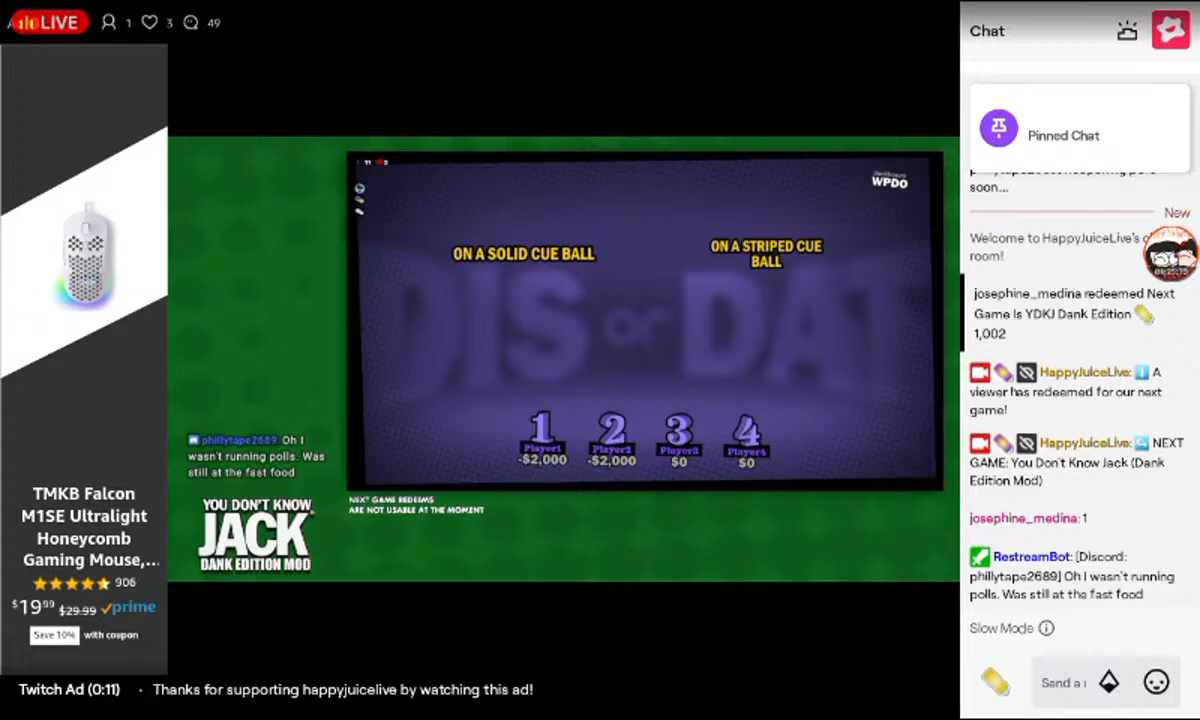 LIVE 1 3 49
TMKB Falcon
M1SE Ultralight
Honeycomb
Gaming Mouse,...
906
$19.99 $29.99 prime
Save 10% with coupon
Twitch Ad (0:11) · Thanks for supporting happyjuicelive by watching this ad!
WPDO
ON A SOLID CUE BALL
ON A STRIPED CUE
BALL
DIS or DAT
1 2 3 4
Player1 Player2 Player3 Player4
-$2,000 -$2,000 $0 $0
phillytape2689 Oh I
wasn't running polls. Was
still at the fast food
YOU DON'T KNOW
JACK
DANK EDITION MOD
NEXT GAME REDEEMS
ARE NOT USABLE AT THE MOMENT
Chat
Pinned Chat
soon...
New
Welcome to HappyJuiceLive's
room!
josephine_medina redeemed Next
Game Is YDKJ Dank Edition
1,002
HappyJuiceLive: A
viewer has redeemed for our next
game!
HappyJuiceLive: NEXT
GAME: You Don't Know Jack (Dank
Edition Mod)
josephine_medina: 1
RestreamBot: [Discord:
phillytape2689] Oh I wasn't running
polls. Was still at the fast food
Slow Mode
Send a